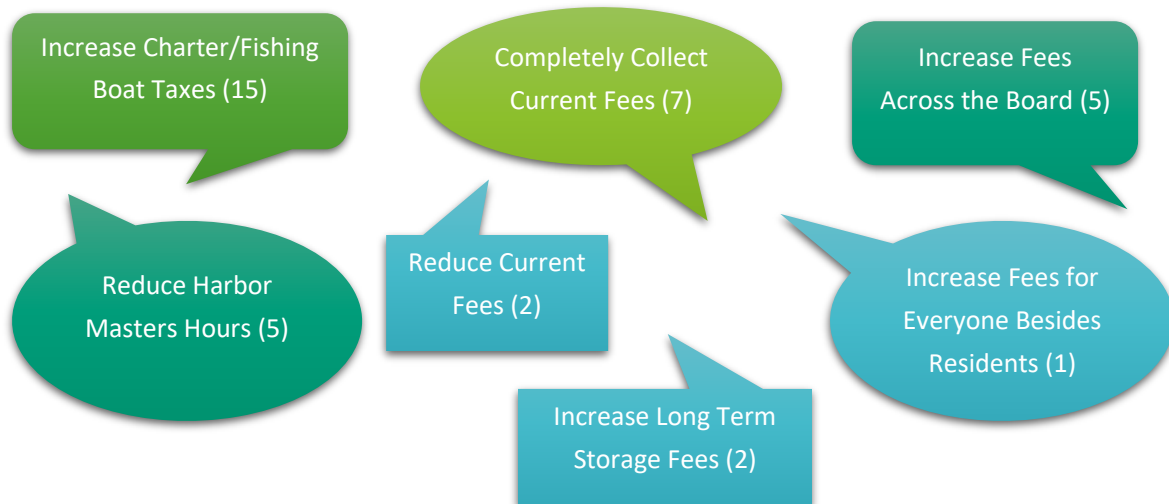 Increase Charter/Fishing
Boat Taxes (15)
Completely Collect
Current Fees (7)
Increase Fees
Across the Board (5)
Reduce Harbor
Masters Hours (5)
Reduce Current
Fees (2)
Increase Fees for
Everyone Besides
Residents (1)
Increase Long Term
Storage Fees (2)